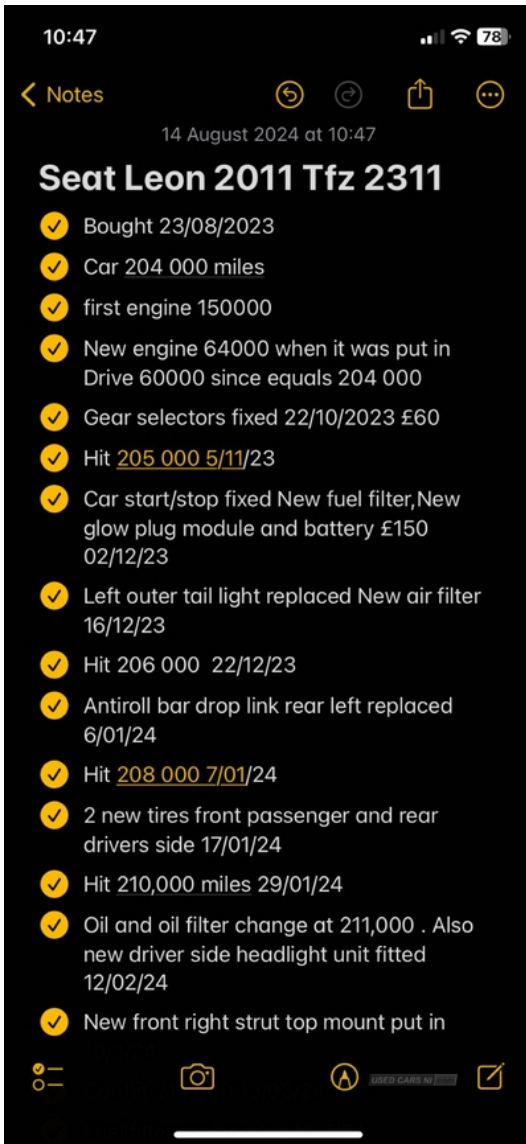 10:47
78
Notes
14 August 2024 at 10:47
Seat Leon 2011 Tfz 2311
Bought 23/08/2023
Car 204 000 miles
first engine 150000
New engine 64000 when it was put in
Drive 60000 since equals 204 000
Gear selectors fixed 22/10/2023 £60
Hit 205 000 5/11/23
Car start/stop fixed New fuel filter,New
glow plug module and battery £150
02/12/23
Left outer tail light replaced New air filter
16/12/23
Hit 206 000  22/12/23
Antiroll bar drop link rear left replaced
6/01/24
Hit 208 000 7/01/24
2 new tires front passenger and rear
drivers side 17/01/24
Hit 210,000 miles 29/01/24
Oil and oil filter change at 211,000 . Also
new driver side headlight unit fitted
12/02/24
New front right strut top mount put in
USED CARS NI